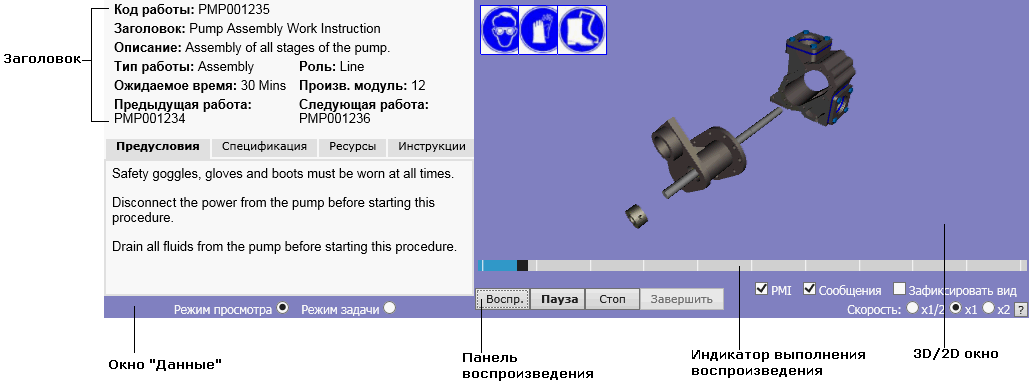 Заголовок
Код работы: PMP001235
Заголовок: Pump Assembly Work Instruction
Описание: Assembly of all stages of the pump.
Тип работы: Assembly Роль: Line
Ожидаемое время: 30 Mins Произв. модуль: 12
Предыдущая работа: Следующая работа:
PMP001234 PMP001236
Предусловия Спецификация Ресурсы Инструкции
Safety goggles, gloves and boots must be worn at all times.
Disconnect the power from the pump before starting this
procedure.
Drain all fluids from the pump before starting this procedure.
Режим просмотра Режим задачи
Воспр. Пауза Стоп Завершить
PMI Сообщения Зафиксировать вид
Скорость: x1/2 x1 x2 ?
Окно "Данные"
Панель
воспроизведения
Индикатор выполнения
воспроизведения
3D/2D окно